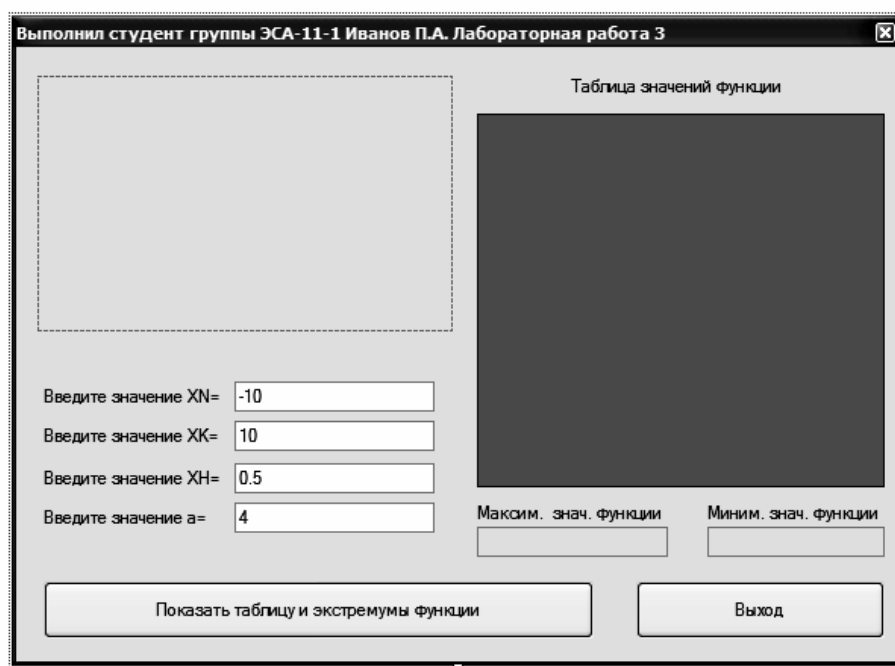 Выполнил студент группы ЭСА-11-1 Иванов П.А. Лабораторная работа 3
Таблица значений функции
Введите значение XN= -10
Введите значение XK= 10
Введите значение XH= 0.5
Введите значение a= 4
Максим. знач. функции
Миним. знач. функции
Показать таблицу и экстремумы функции
Выход